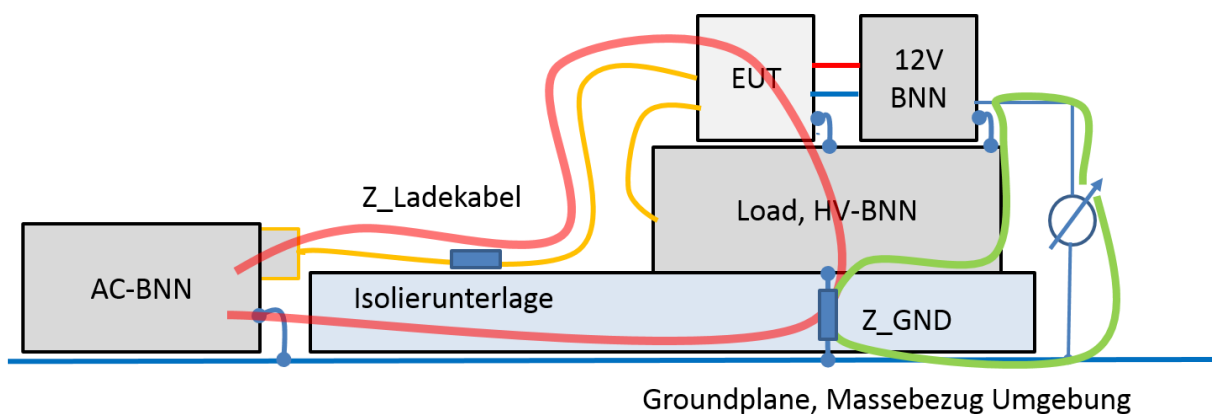 EUT
12V
BNN
Z_Ladekabel
Load, HV-BNN
AC-BNN
Isolierunterlage
Z_GND
Groundplane, Massebezug Umgebung